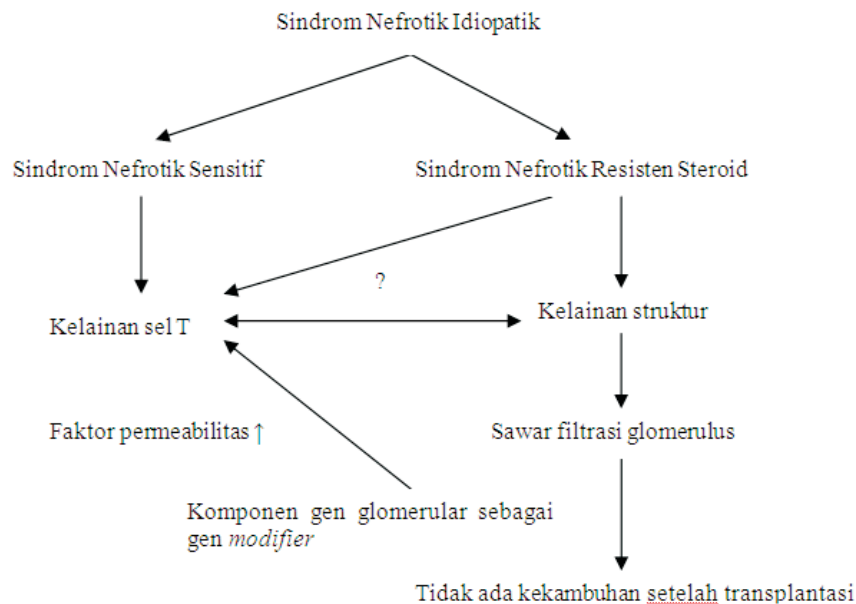 Sindrom Nefrotik Idiopatik
Sindrom Nefrotik Sensitif
Sindrom Nefrotik Resisten Steroid
?
Kelainan sel T
Kelainan struktur
Faktor permeabilitas ↑
Sawar filtrasi glomerulus
Komponen gen glomerular sebagai
gen modifier
Tidak ada kekambuhan setelah transplantasi